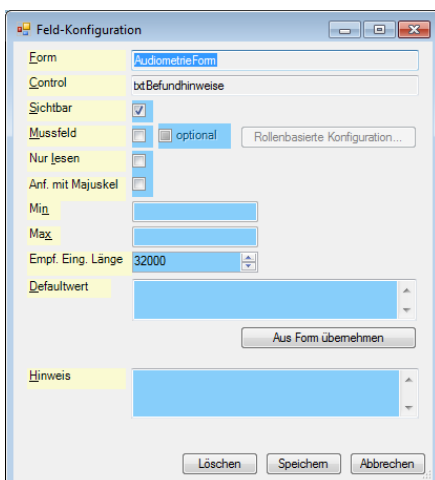 Feld-Konfiguration
Form AudiometrieForm
Control txtBefundhinweise
Sichtbar
Mussfeld optional Rollenbasierte Konfiguration...
Nur lesen
Anf. mit Majuskel
Min
Max
Empf. Eing. Länge 32000
Defaultwert
Aus Form übernehmen
Hinweis
Löschen Speichern Abbrechen